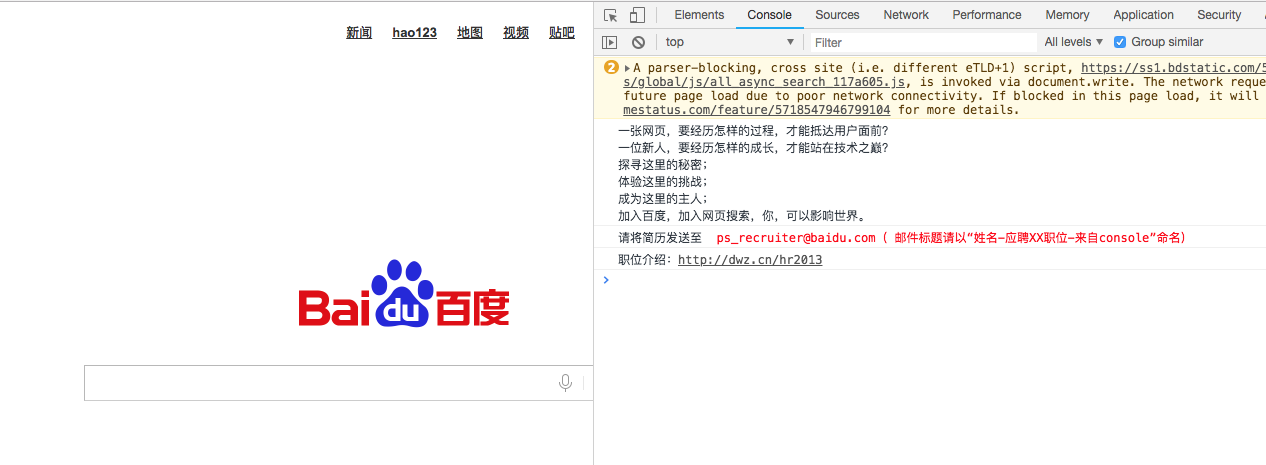 新闻 hao123 地图 视频 贴吧
Baidu百度
Elements Console Sources Network Performance Memory Application Security
top Filter All levels Group similar
2 A parser-blocking, cross site (i.e. different eTLD+1) script, https://ss1.bdstatic.com/5
s/global/js/all_async_search_117a605.js, is invoked via document.write. The network reque
future page load due to poor network connectivity. If blocked in this page load, it will
mestatus.com/feature/5718547946799104 for more details.
一张网页，要经历怎样的过程，才能抵达用户面前？
一位新人，要经历怎样的成长，才能站在技术之巅？
探寻这里的秘密；
体验这里的挑战；
成为这里的主人；
加入百度，加入网页搜索，你，可以影响世界。
请将简历发送至 ps_recruiter@baidu.com（ 邮件标题请以“姓名-应聘XX职位-来自console”命名）
职位介绍：http://dwz.cn/hr2013